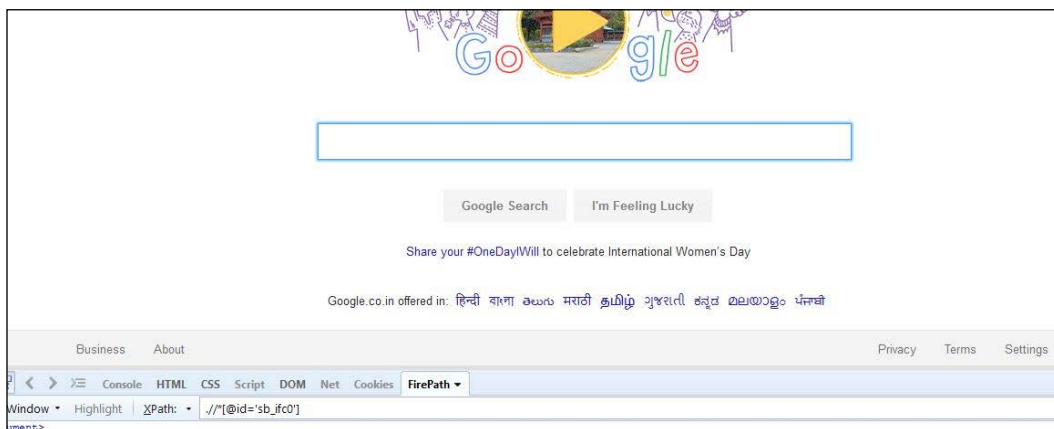 Google
Google Search I'm Feeling Lucky
Share your #OneDayIWill to celebrate International Women's Day
Google.co.in offered in: हिन्दी বাংলা తెలుగు मराठी தமிழ் ગુજરાતી ಕನ್ನಡ മലയാളം ਪੰਜਾਬੀ
Business About Privacy Terms Settings
Console HTML CSS Script DOM Net Cookies FirePath
Window Highlight XPath: .//*[@id='sb_ifc0']